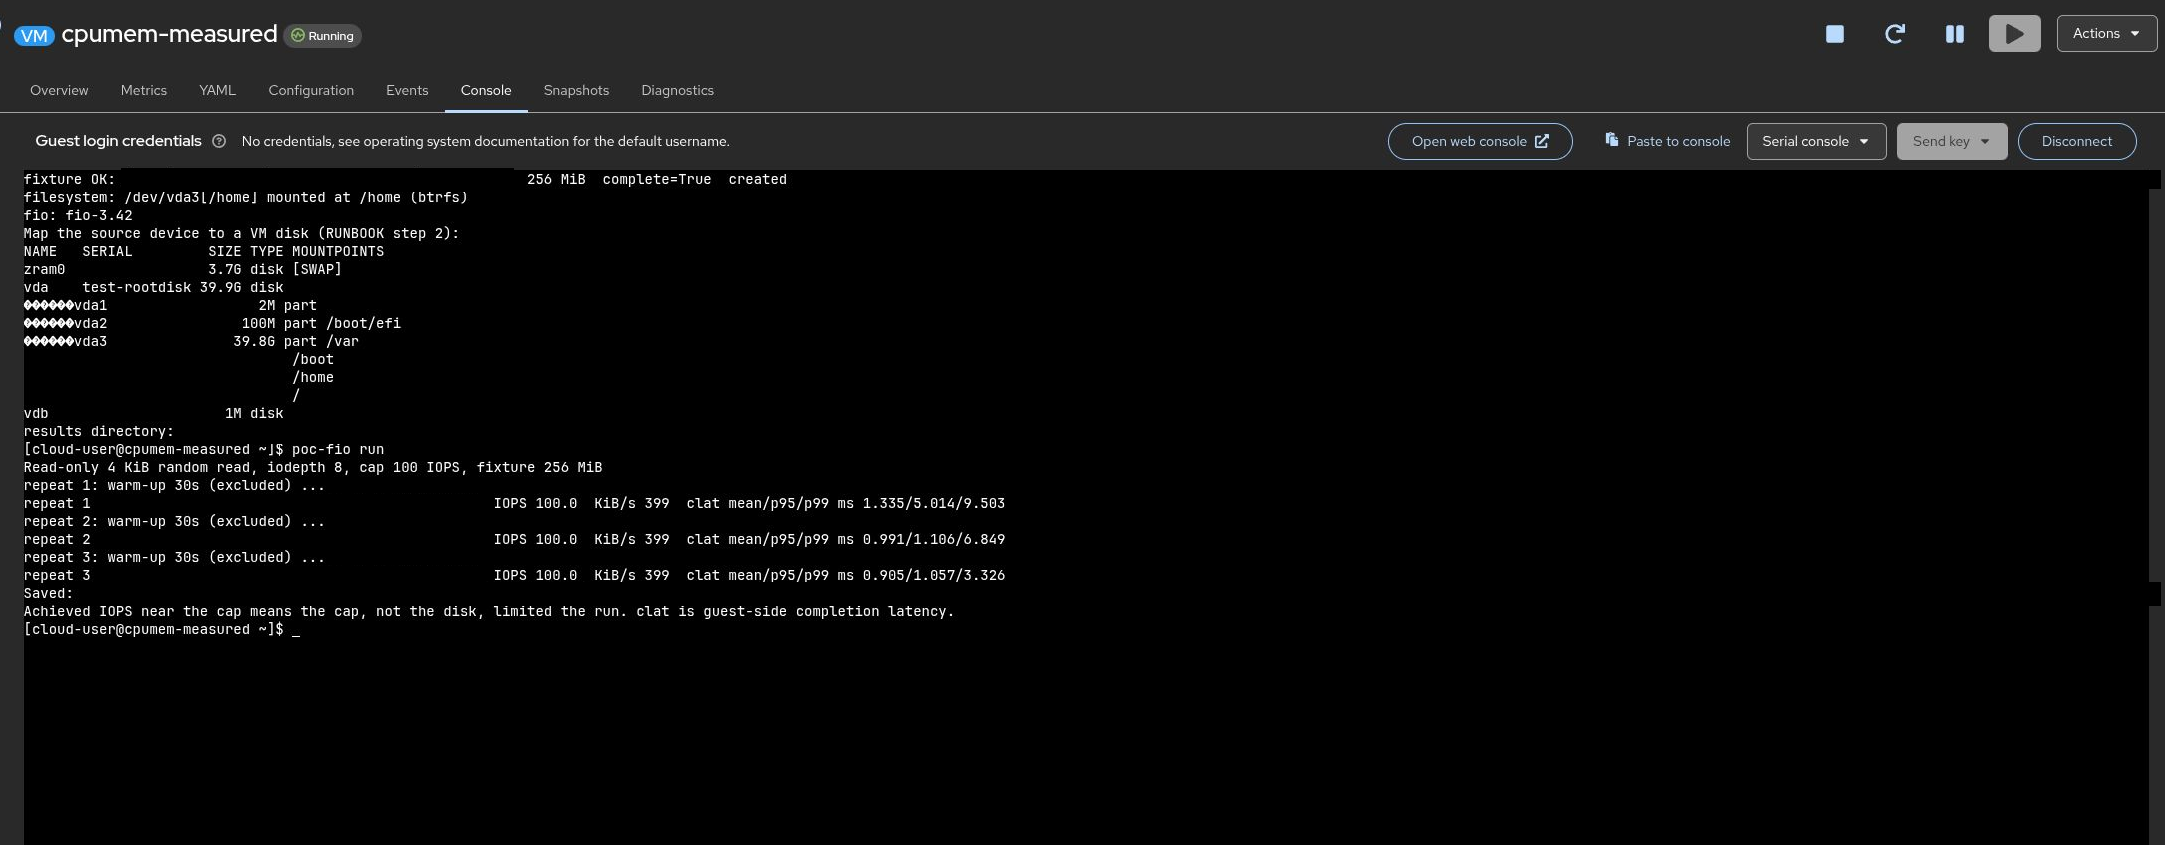 VM cpumem-measured Running
Actions
Overview Metrics YAML Configuration Events Console Snapshots Diagnostics
Guest login credentials No credentials, see operating system documentation for the default username.
Open web console Paste to console Serial console Send key Disconnect
fixture OK: 256 MiB complete=True created
filesystem: /dev/vda3[/home] mounted at /home (btrfs)
fio: fio-3.42
Map the source device to a VM disk (RUNBOOK step 2):
NAME SERIAL SIZE TYPE MOUNTPOINTS
zram0 3.7G disk [SWAP]
vda test-rootdisk 39.9G disk
������vda1 2M part
������vda2 100M part /boot/efi
������vda3 39.8G part /var
/boot
/home
/
vdb 1M disk
results directory:
[cloud-user@cpumem-measured ~]$ poc-fio run
Read-only 4 KiB random read, iodepth 8, cap 100 IOPS, fixture 256 MiB
repeat 1: warm-up 30s (excluded) ...
repeat 1 IOPS 100.0 KiB/s 399 clat mean/p95/p99 ms 1.335/5.014/9.503
repeat 2: warm-up 30s (excluded) ...
repeat 2 IOPS 100.0 KiB/s 399 clat mean/p95/p99 ms 0.991/1.106/6.849
repeat 3: warm-up 30s (excluded) ...
repeat 3 IOPS 100.0 KiB/s 399 clat mean/p95/p99 ms 0.905/1.057/3.326
Saved:
Achieved IOPS near the cap means the cap, not the disk, limited the run. clat is guest-side completion latency.
[cloud-user@cpumem-measured ~]$ _